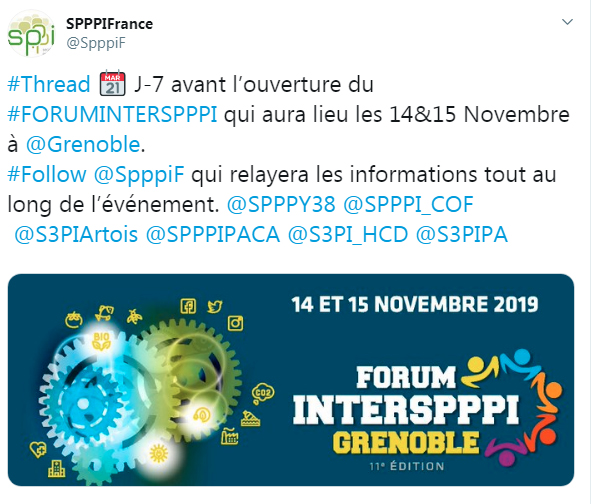 sppi
SPPPIFrance
@SpppiF
#Thread MAR 21 J-7 avant l'ouverture du
#FORUMINTERSPPPI qui aura lieu les 14&15 Novembre
à @Grenoble.
#Follow @SpppiF qui relayera les informations tout au
long de l'événement. @SPPPY38 @SPPPI_COF
@S3PIArtois @SPPPIPACA @S3PI_HCD @S3PIPA
14 ET 15 NOVEMBRE 2019
BIO
CO2
FORUM
INTERSPPPI
GRENOBLE
11e ÉDITION